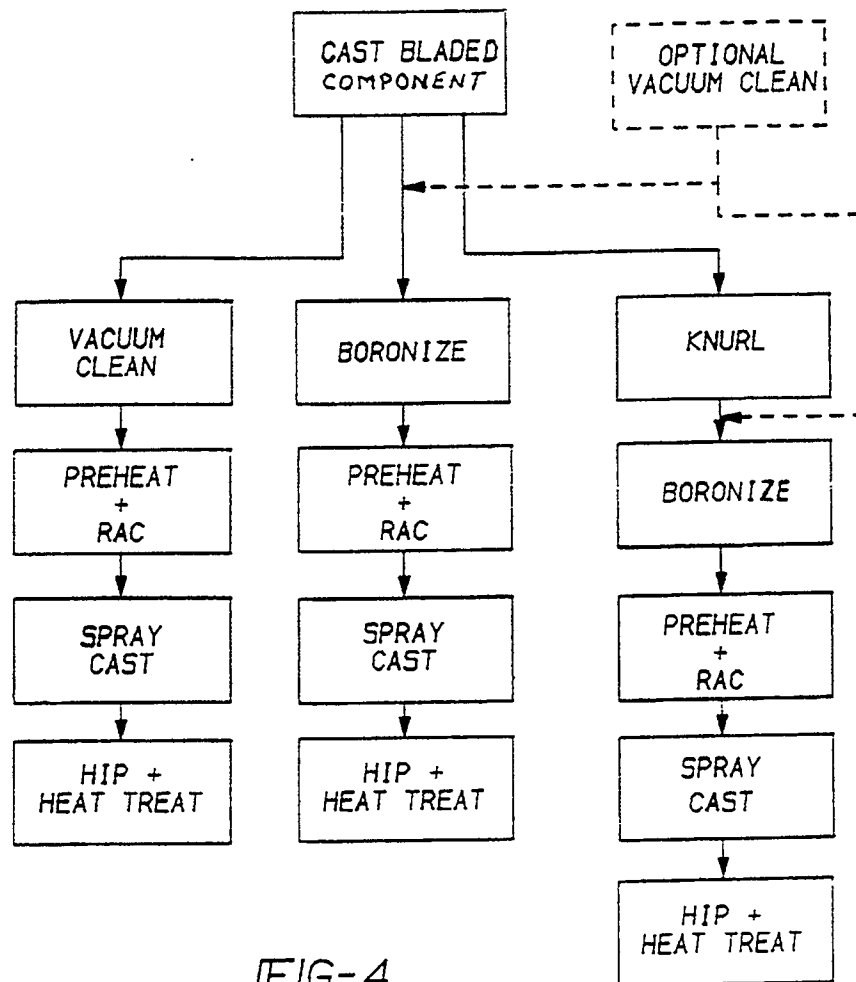 CAST BLADED
COMPONENT
OPTIONAL
VACUUM CLEAN
VACUUM
CLEAN
PREHEAT
+
RAC
SPRAY
CAST
HIP +
HEAT TREAT
BORONIZE
PREHEAT
+
RAC
SPRAY
CAST
HIP +
HEAT TREAT
KNURL
BORONIZE
PREHEAT
+
RAC
SPRAY
CAST
HIP +
HEAT TREAT
FIG-4